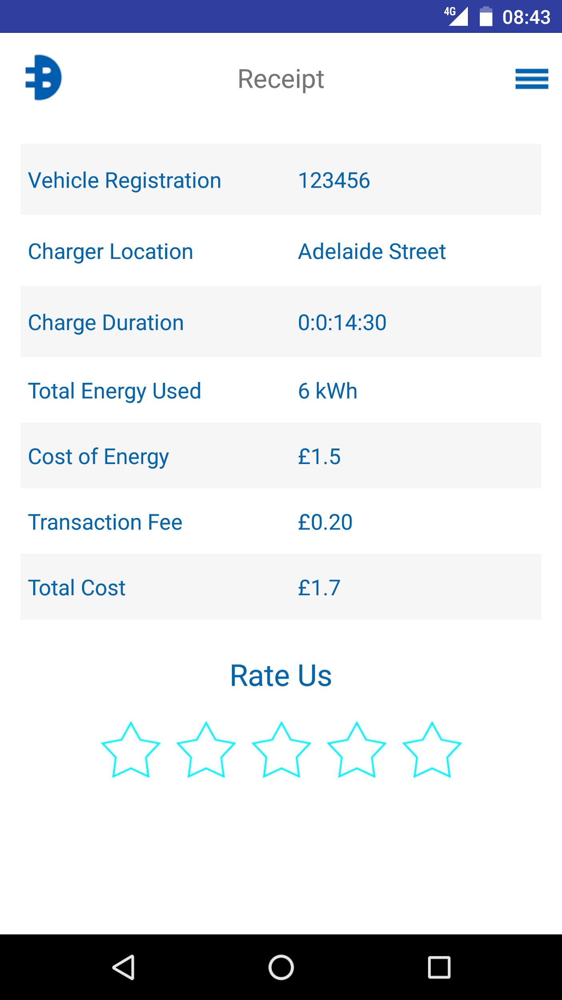 4G 08:43
B
Receipt
Vehicle Registration 123456
Charger Location Adelaide Street
Charge Duration 0:0:14:30
Total Energy Used 6 kWh
Cost of Energy £1.5
Transaction Fee £0.20
Total Cost £1.7
Rate Us